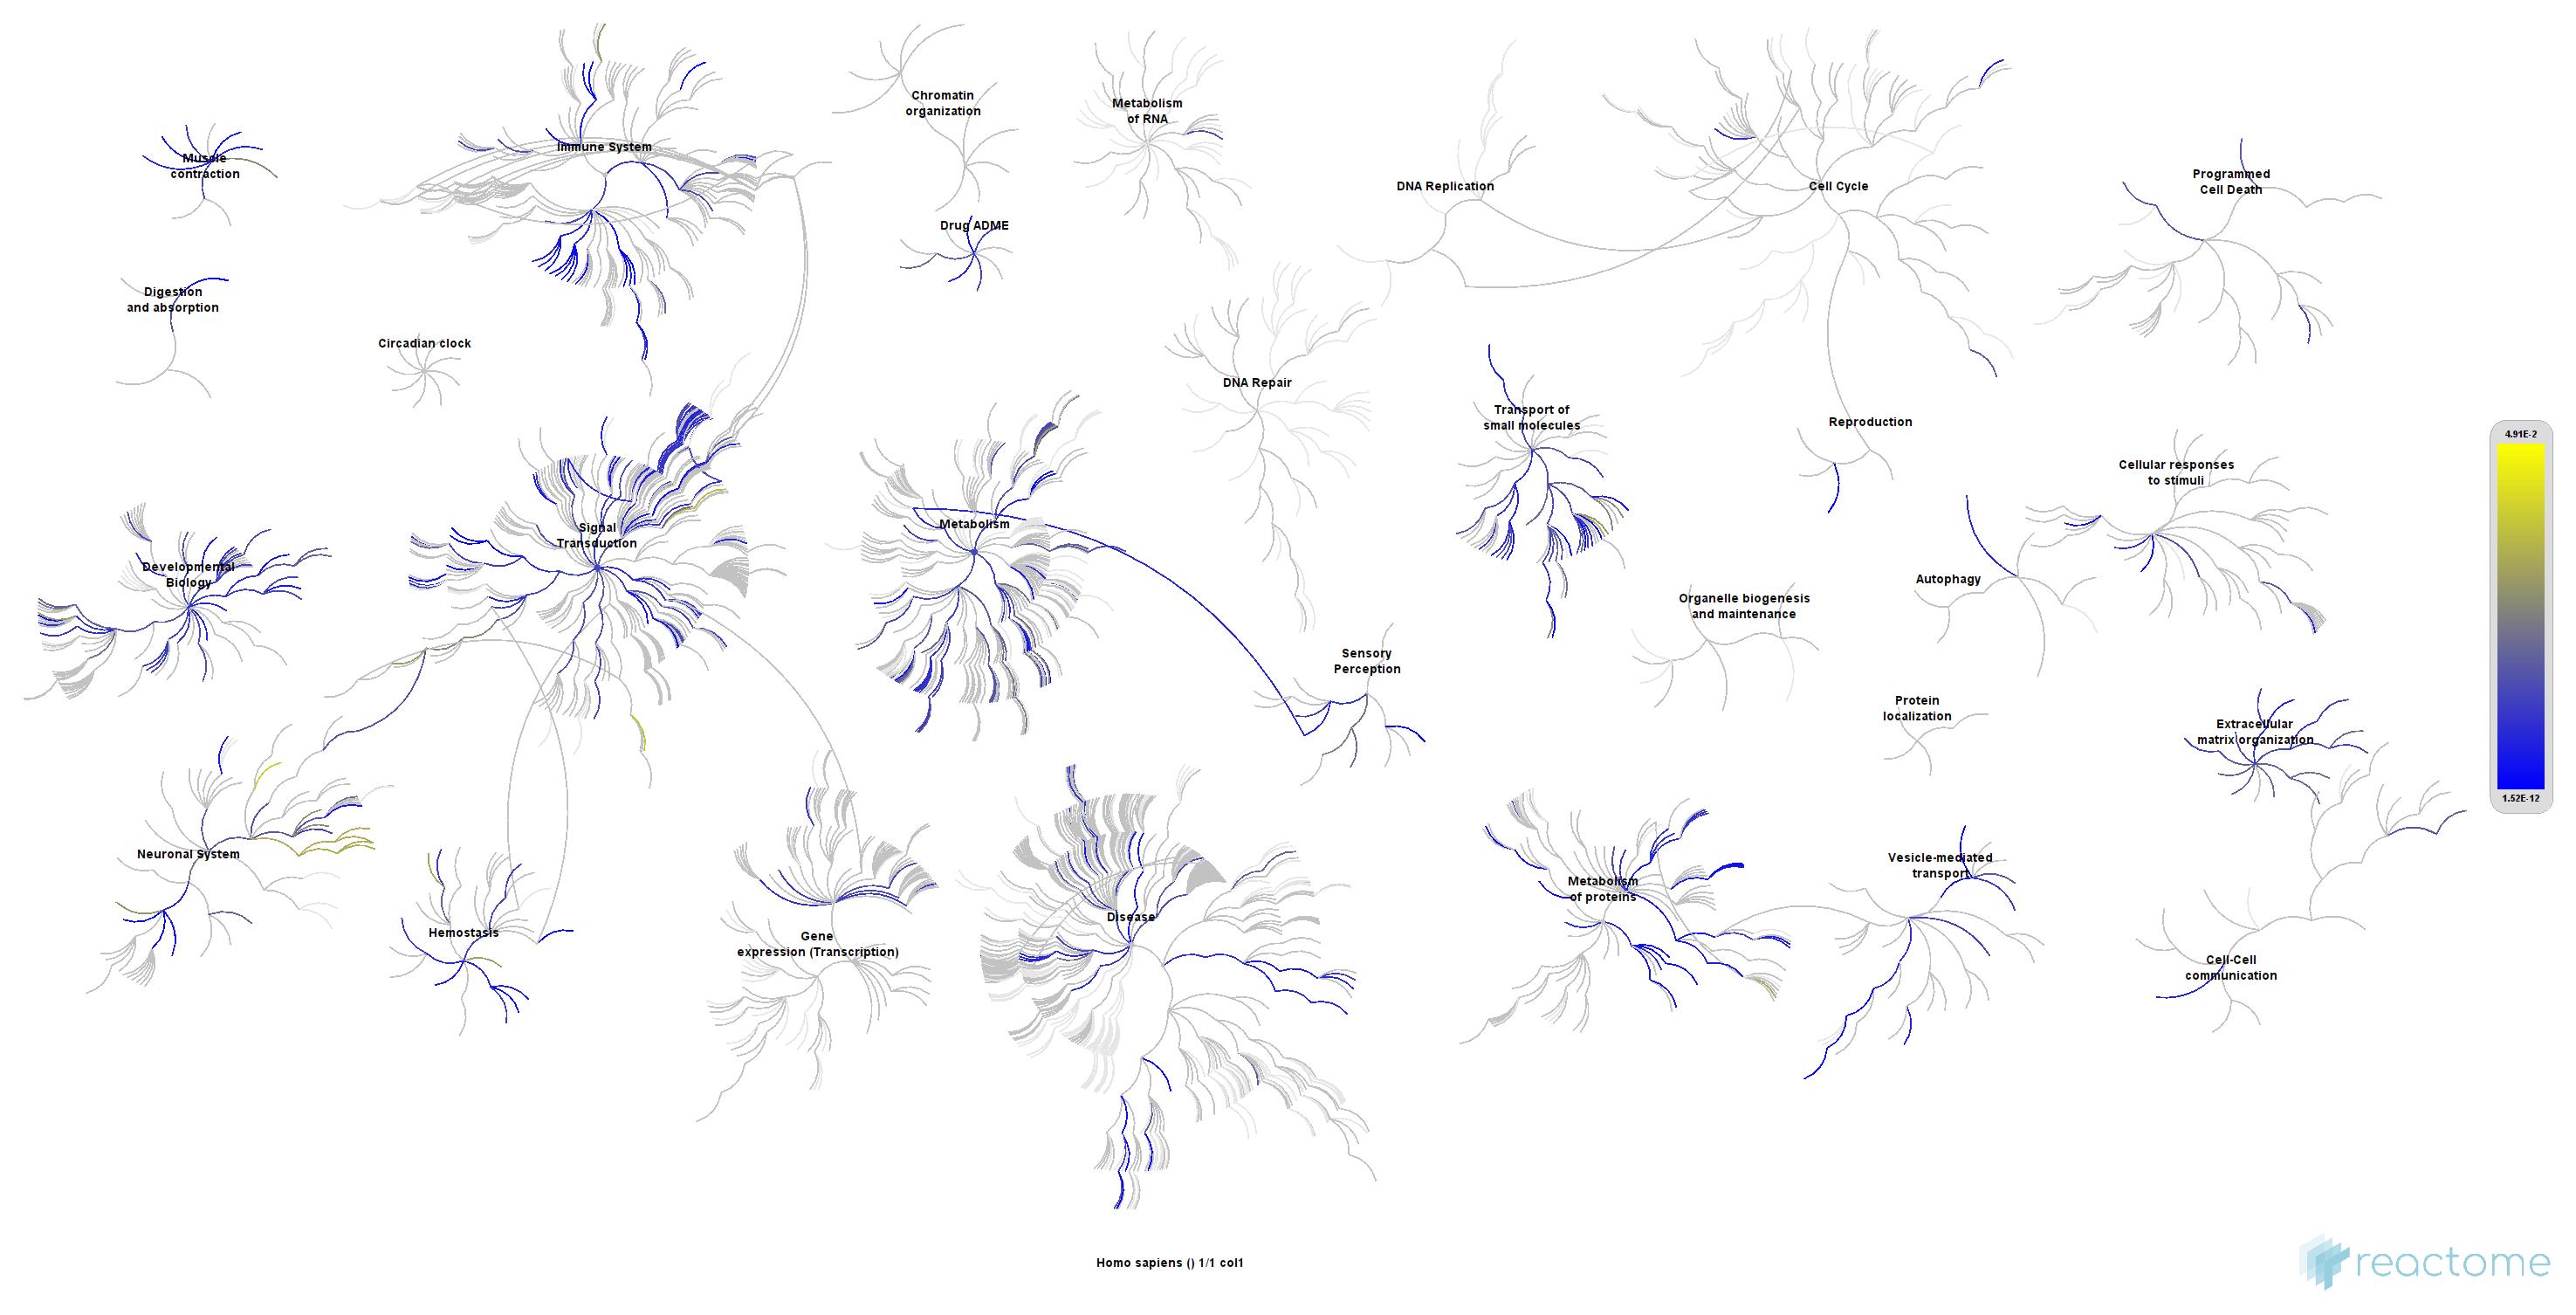 Chromatin
organization
Metabolism
of RNA
Immune System
Muscle
contraction
DNA Replication
Cell Cycle
Programmed
Cell Death
Drug ADME
Digestion
and absorption
Circadian clock
DNA Repair
Transport of
small molecules
Reproduction
4.91E-2
Cellular responses
to stimuli
Signal
Transduction
Metabolism
Developmental
Biology
Autophagy
Organelle biogenesis
and maintenance
Sensory
Perception
Protein
localization
Extracellular
matrix organization
1.52E-12
Neuronal System
Vesicle-mediated
transport
Metabolism
of proteins
Disease
Hemostasis
Gene
expression (Transcription)
Cell-Cell
communication
Homo sapiens () 1/1 col1
reactome